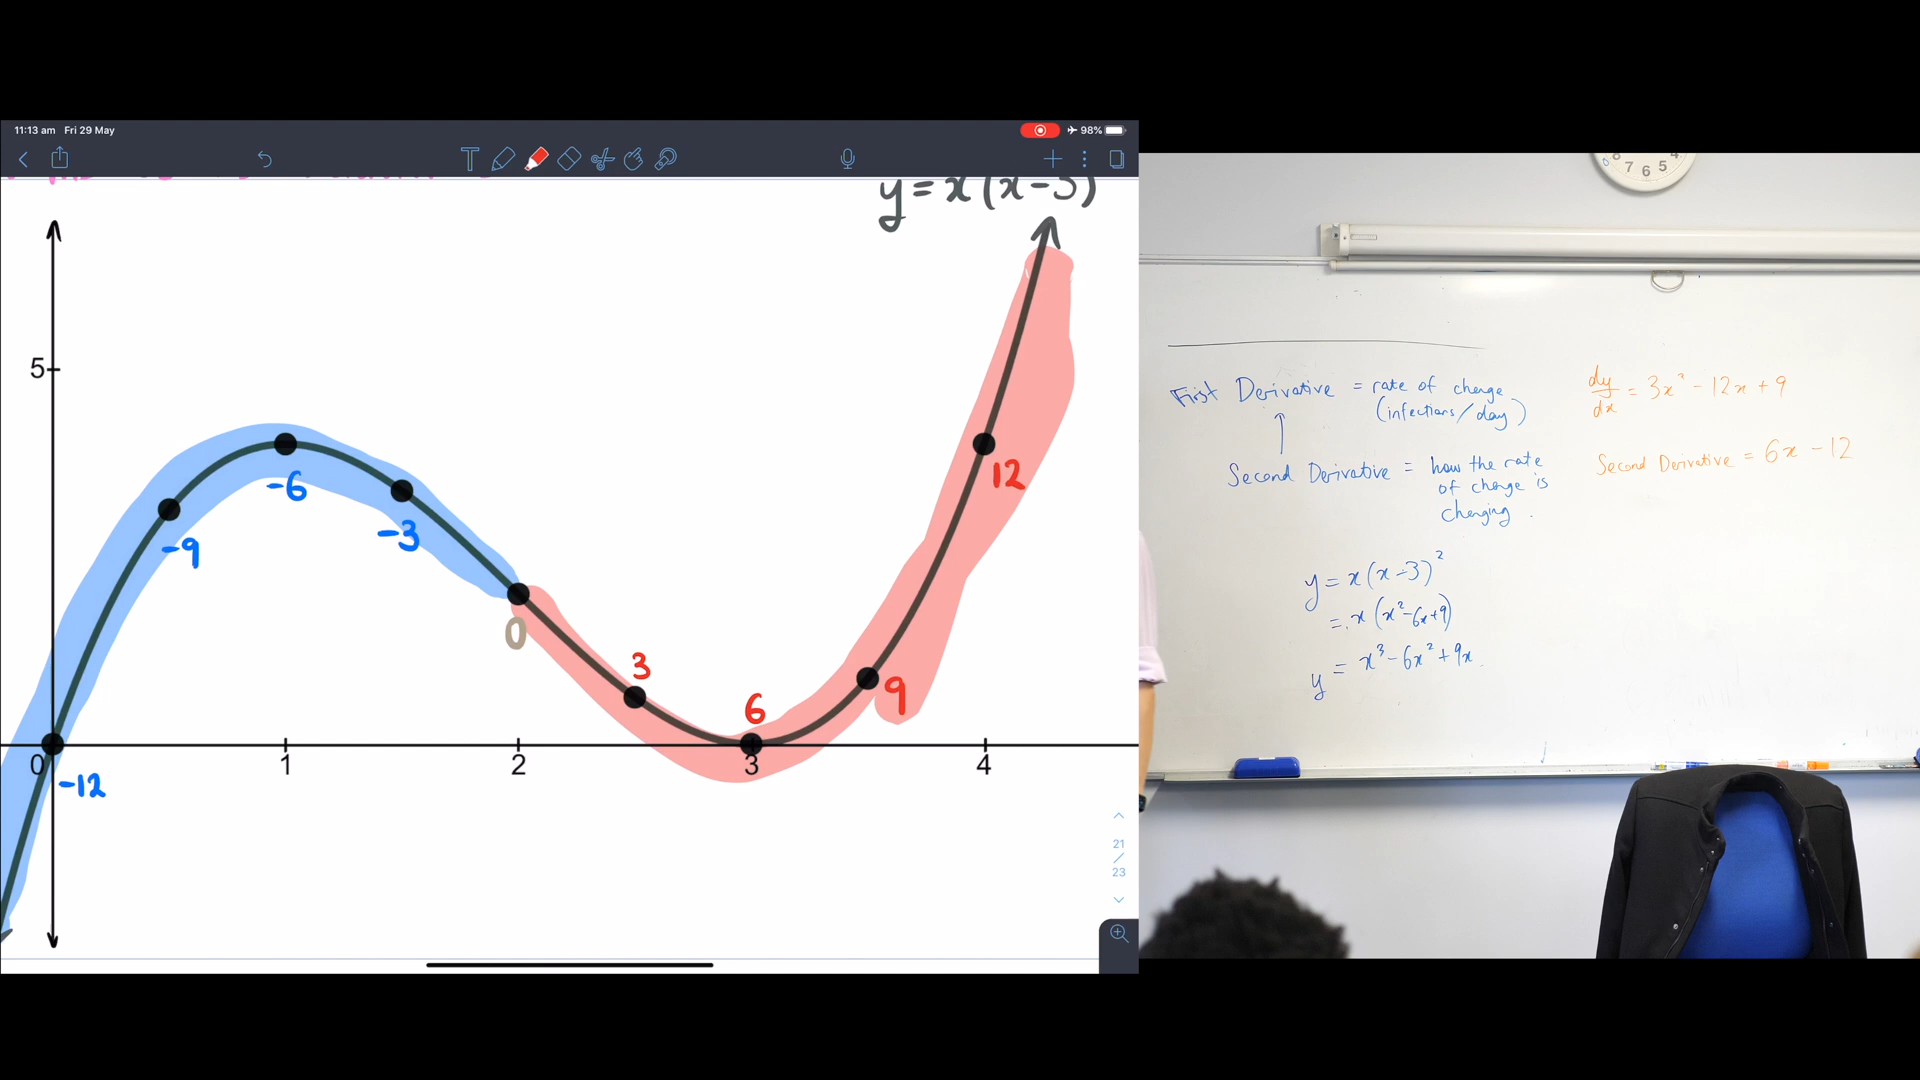 11:13 am Fri 29 May
98%
y=x(x-3)
5
-6
-9
-3
0
3
6
9
12
0
1
2
3
4
-12
21
/
23
8 7 6 5 4
First Derivative = rate of change
(infections/day)
Second Derivative = how the rate
of change is
changing.
y = x(x-3)²
= x(x²-6x+9)
y = x³-6x²+9x
dy/dx = 3x²-12x+9
Second Derivative = 6x-12